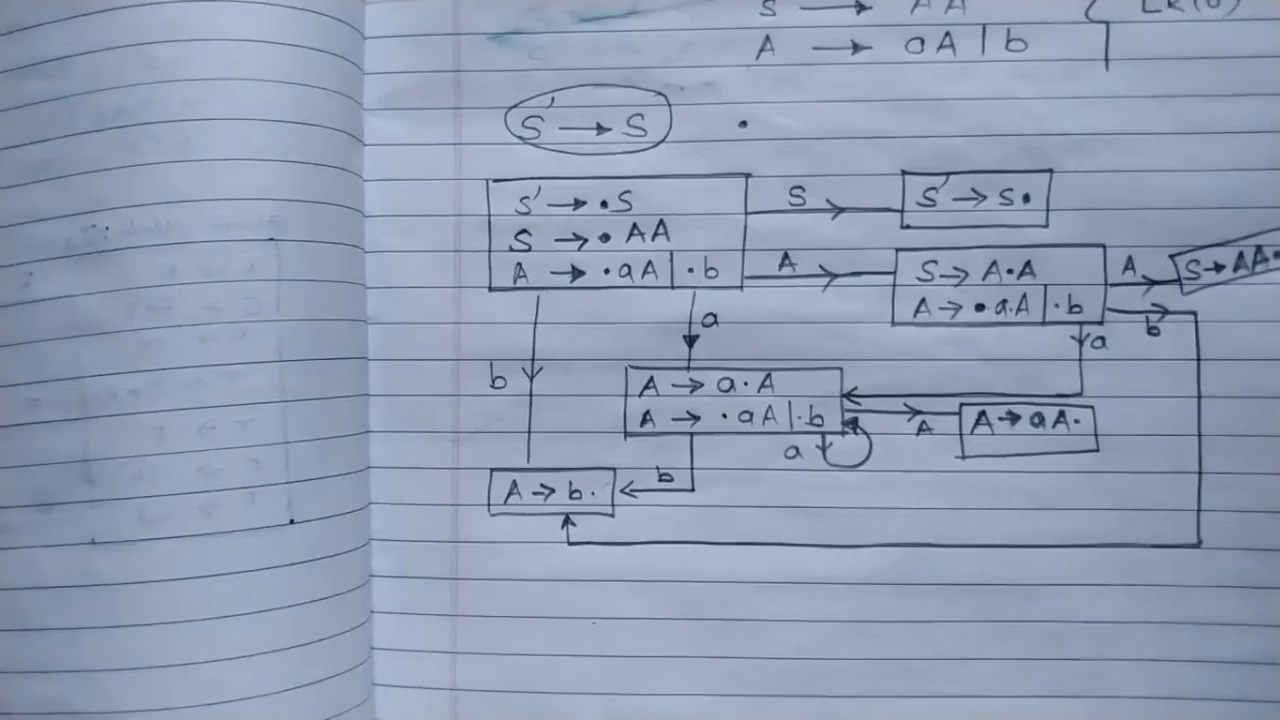 S → AA
A → aA | b
S' → S
S' → •S
S → •AA
A → •aA | •b
S
S' → S•
A
S → A•A
A → •aA | •b
A
S→AA•
b
a
a
b
A → a•A
A → •aA | •b
A
A→aA•
a
b
A → b•